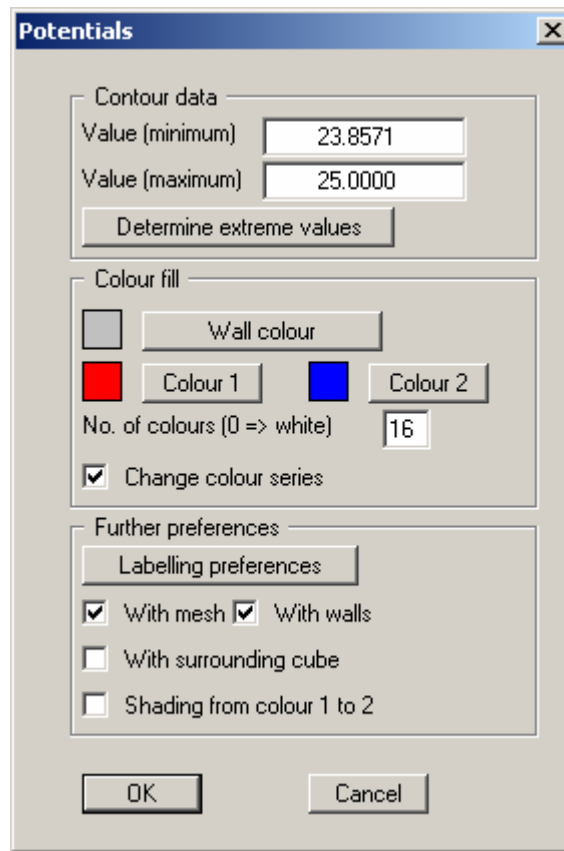 Potentials
Contour data
Value (minimum) 23.8571
Value (maximum) 25.0000
Determine extreme values
Colour fill
Wall colour
Colour 1 Colour 2
No. of colours (0 => white) 16
Change colour series
Further preferences
Labelling preferences
With mesh With walls
With surrounding cube
Shading from colour 1 to 2
OK Cancel